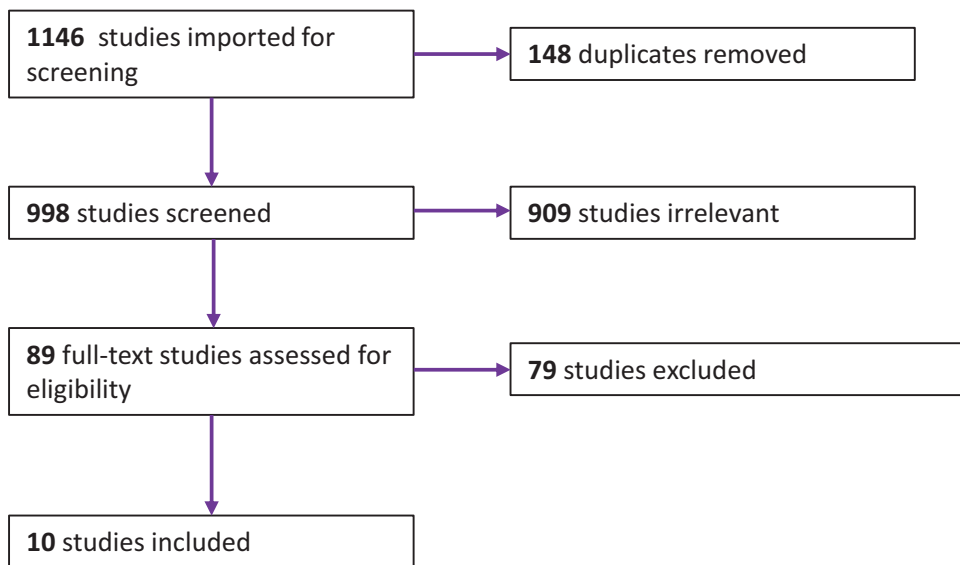 1146  studies imported for
screening
148 duplicates removed
998 studies screened
909 studies irrelevant
89 full-text studies assessed for
eligibility
79 studies excluded
10 studies included